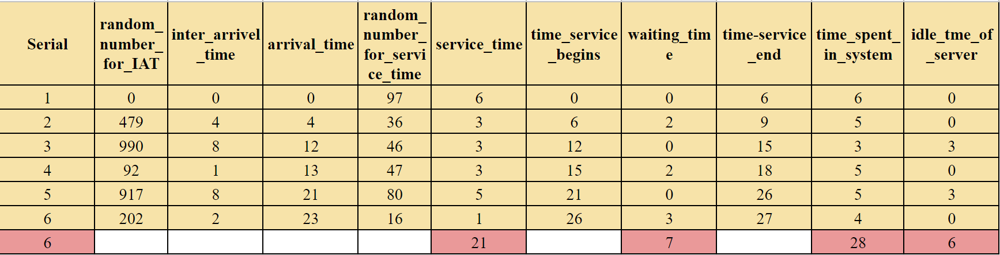 Serial random_number_for_IAT inter_arrivel_time arrival_time random_number_for_service_time service_time time_service_begins waiting_time time-service_end time_spent_in_system idle_tme_of_server
1 0 0 0 97 6 0 0 6 6 0
2 479 4 4 36 3 6 2 9 5 0
3 990 8 12 46 3 12 0 15 3 3
4 92 1 13 47 3 15 2 18 5 0
5 917 8 21 80 5 21 0 26 5 3
6 202 2 23 16 1 26 3 27 4 0
6 21 7 28 6